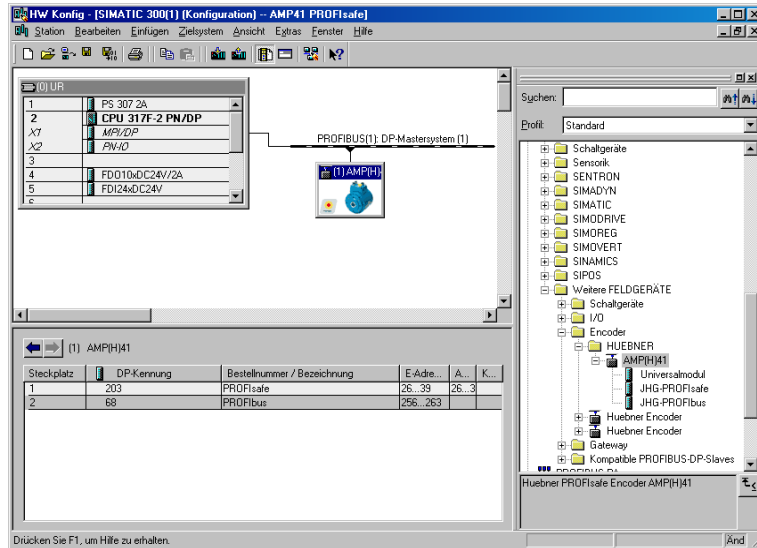 HW Konfig - [SIMATIC 300(1) (Konfiguration) -- AMP41 PROFIsafe]
Station Bearbeiten Einfügen Zielsystem Ansicht Extras Fenster Hilfe
(0) UR
1 PS 307 2A
2 CPU 317F-2 PN/DP
X1 MPI/DP
X2 PN-IO
3
4 FDO10xDC24V/2A
5 FDI24xDC24V
6
PROFIBUS(1): DP-Mastersystem (1)
(1) AMP(H)
Suchen:
Profil: Standard
Schaltgeräte
Sensorik
SENTRON
SIMADYN
SIMATIC
SIMODRIVE
SIMOREG
SIMOVERT
SINAMICS
SIPOS
Weitere FELDGERÄTE
Schaltgeräte
I/O
Encoder
HUEBNER
AMP(H)41
Universalmodul
JHG-PROFIsafe
JHG-PROFIbus
Huebner Encoder
Huebner Encoder
Gateway
Kompatible PROFIBUS-DP-Slaves
PROFIBUS-PA
Huebner PROFIsafe Encoder AMP(H)41
(1) AMP(H)41
Steckplatz DP-Kennung Bestellnummer / Bezeichnung E-Adre... A... K...
1 203 PROFIsafe 26...39 26...3
2 68 PROFIbus 256...263
Drücken Sie F1, um Hilfe zu erhalten.
Änd